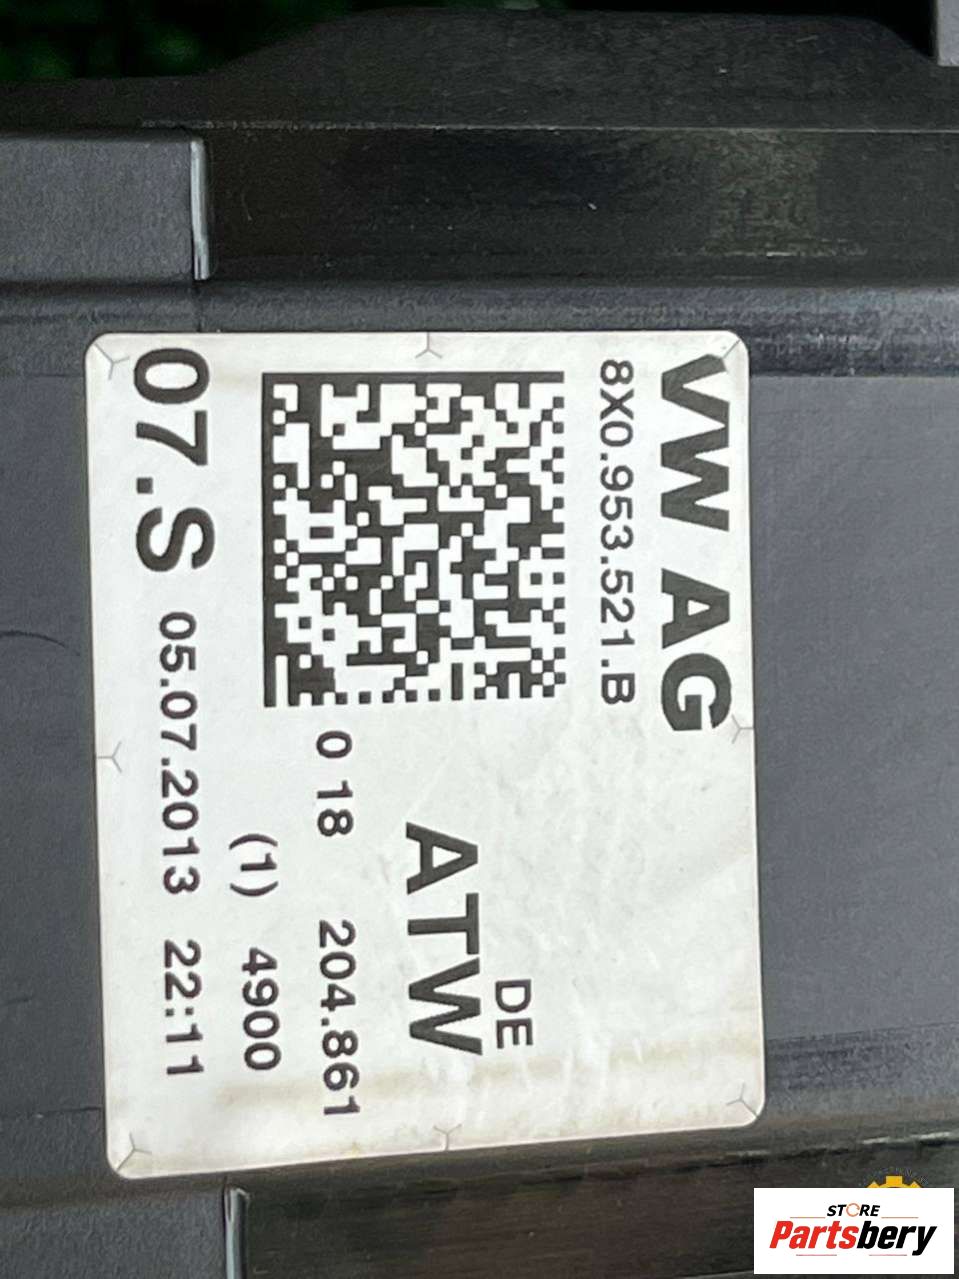 VW AG
8X0.953.521.B
DE
ATW
0 18 204.861
(1) 4900
07.S 05.07.2013 22:11
STORE
Partsbery